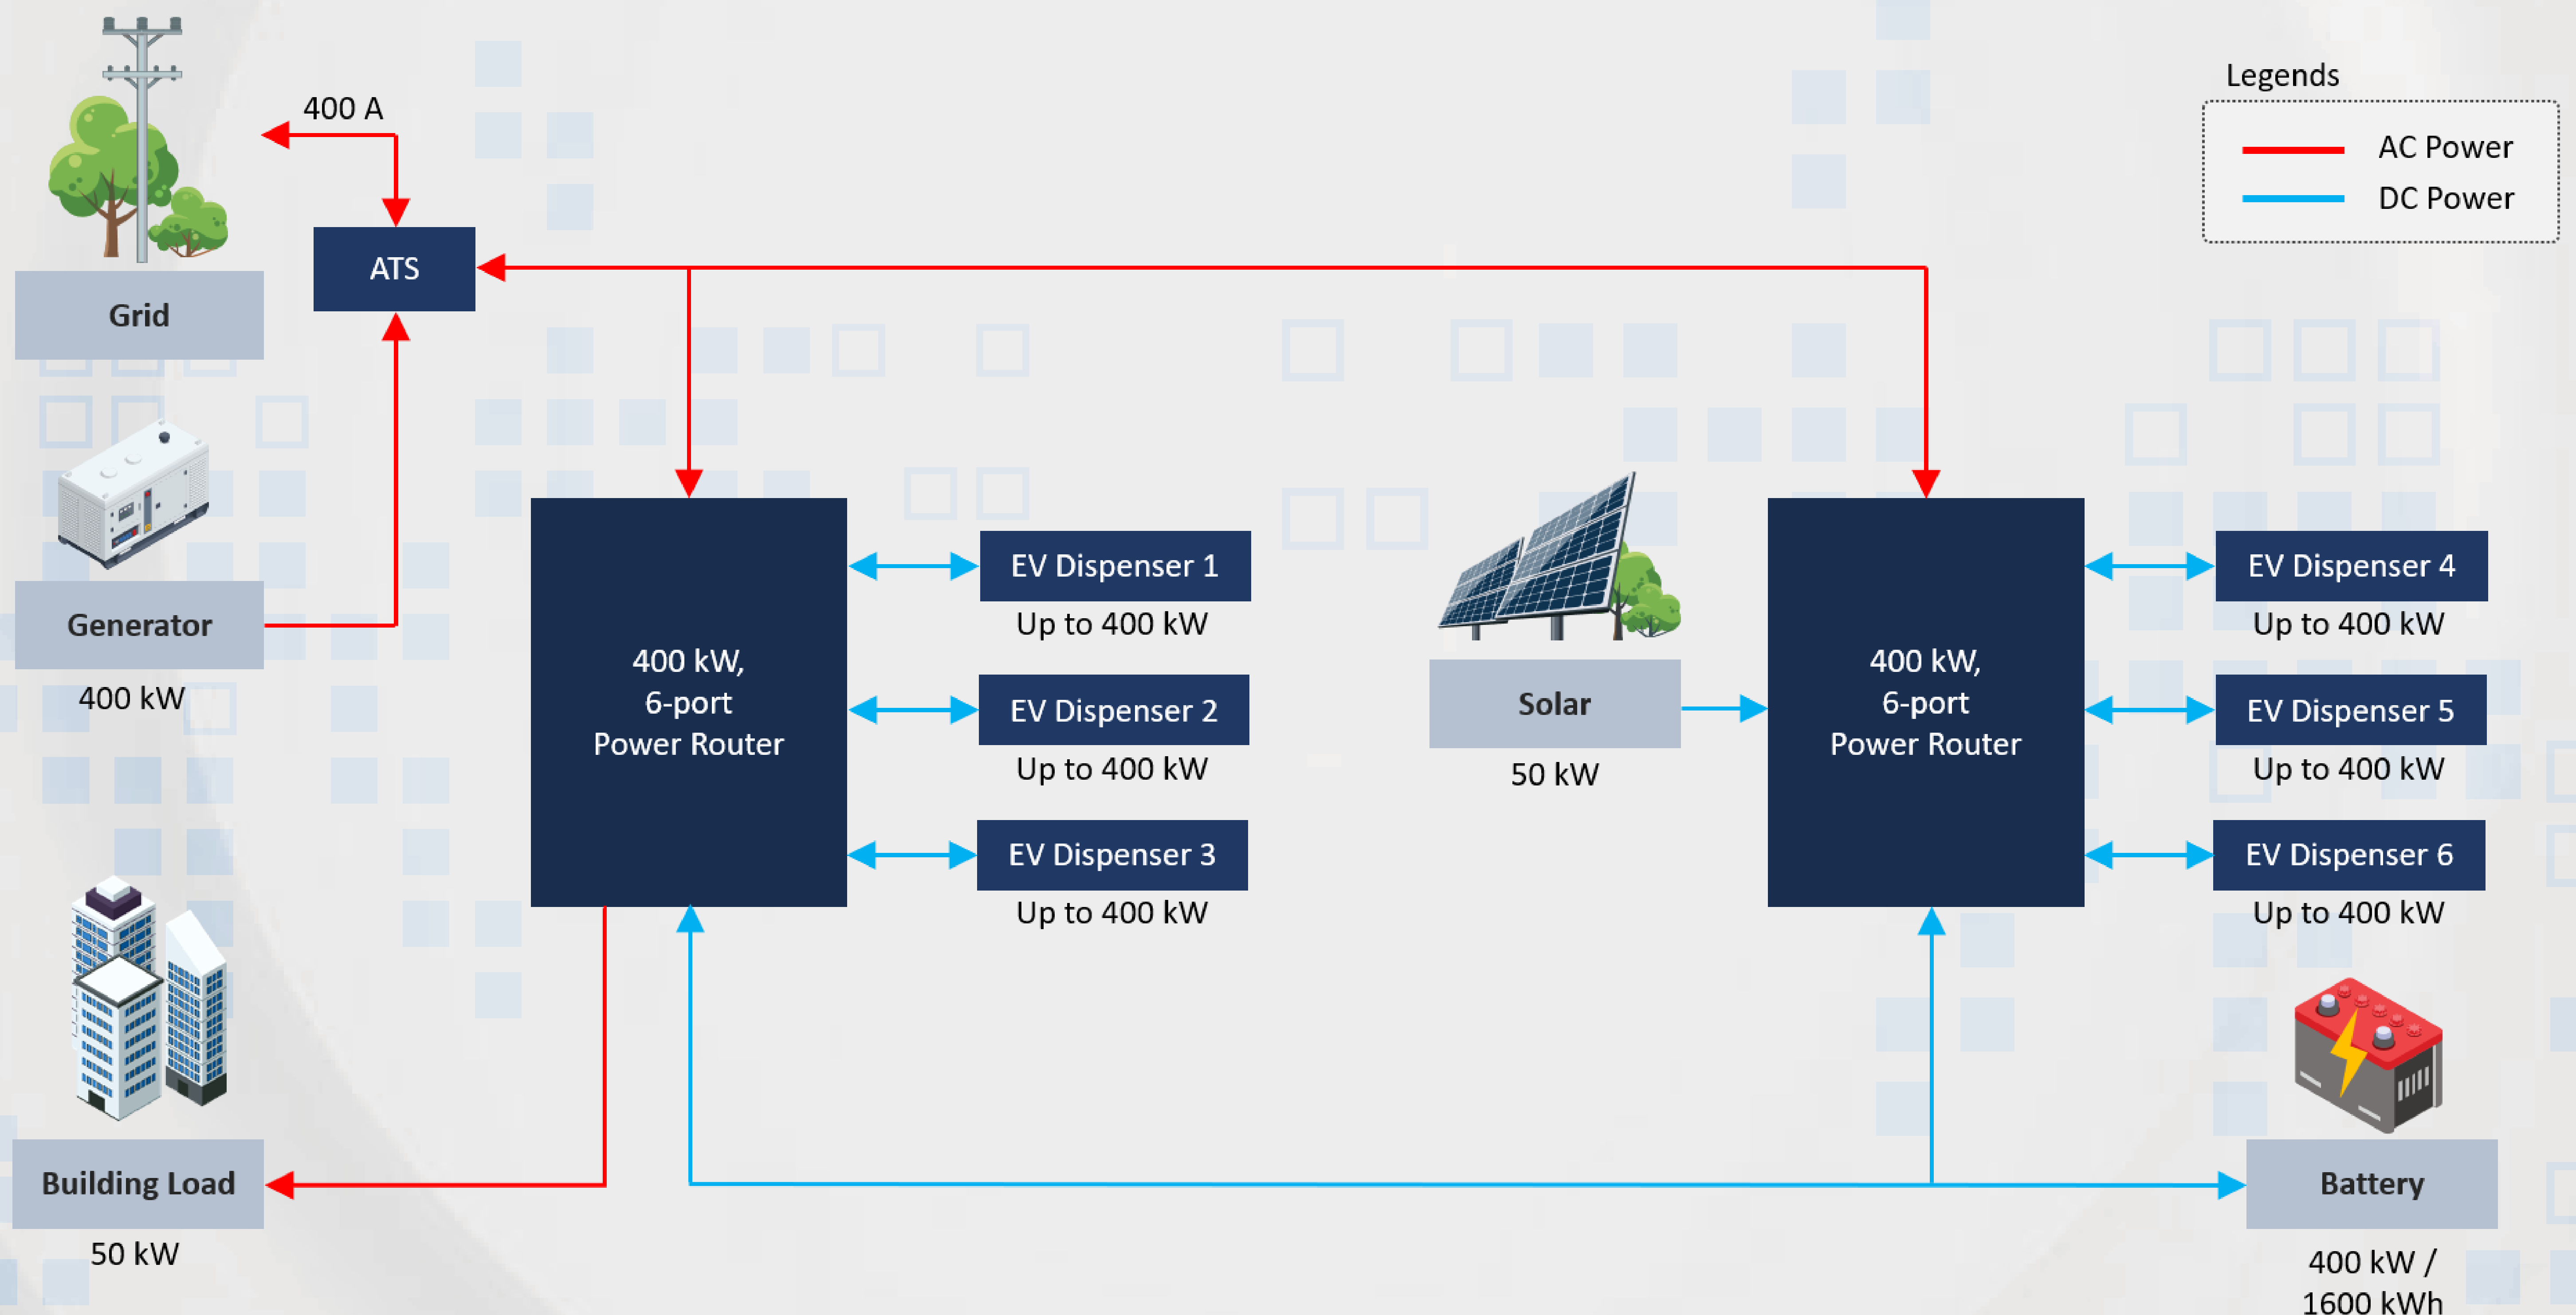 Legends
AC Power
DC Power
400 A
ATS
Grid
Generator
400 kW
400 kW,
6-port
Power Router
EV Dispenser 1
Up to 400 kW
EV Dispenser 2
Up to 400 kW
EV Dispenser 3
Up to 400 kW
Solar
50 kW
400 kW,
6-port
Power Router
EV Dispenser 4
Up to 400 kW
EV Dispenser 5
Up to 400 kW
EV Dispenser 6
Up to 400 kW
Building Load
50 kW
Battery
400 kW /
1600 kWh